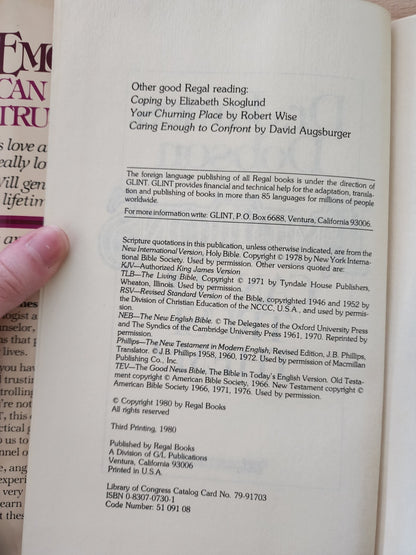 EMO
CAN
TRU
s love a
eally lo
Will gen
lifetim
an
nes
ogist a
unselor,
s that p
lives.
you hav
trustin
trolling
're not
T', this c
ctical g
o us to
nnel o
e, ang
experi
very
t thes
Other good Regal reading:
Coping by Elizabeth Skoglund
Your Churning Place by Robert Wise
Caring Enough to Confront by David Augsburger
The foreign language publishing of all Regal books is under the direction of
GLINT. GLINT provides financial and technical help for the adaptation, transla-
tion and publishing of books in more than 85 languages for millions of people
worldwide.
For more information write: GLINT, P.O. Box 6688, Ventura, California 93006.
Scripture quotations in this publication, unless otherwise indicated, are from the
New International Version, Holy Bible. Copyright © 1978 by New York Interna-
tional Bible Society. Used by permission. Other versions quoted are:
KJV—Authorized King James Version
TLB—The Living Bible, Copyright © 1971 by Tyndale House Publishers,
Wheaton, Illinois. Used by permission.
RSV—Revised Standard Version of the Bible, copyrighted 1946 and 1952 by
the Division of Christian Education of the NCCC, U.S.A., and used by permis-
sion.
NEB—The New English Bible. © The Delegates of the Oxford University Press
and The Syndics of the Cambridge University Press 1961, 1970. Reprinted by
permission.
Phillips—The New Testament in Modern English, Revised Edition, J.B. Phillips,
Translator. © J.B. Phillips 1958, 1960, 1972. Used by permission of Macmillan
Publishing Co., Inc.
TEV—The Good News Bible, The Bible in Today's English Version. Old Testa-
ment copyright © American Bible Society 1976. New Testament copyright ©
American Bible Society 1966, 1971, 1976. Used by permission.
© Copyright 1980 by Regal Books
All rights reserved
Third Printing, 1980
Published by Regal Books
A Division of G/L Publications
Ventura, California 93006
Printed in U.S.A.
Library of Congress Catalog Card No. 79-91703
ISBN 0-8307-0730-1
Code Number: 51 091 08